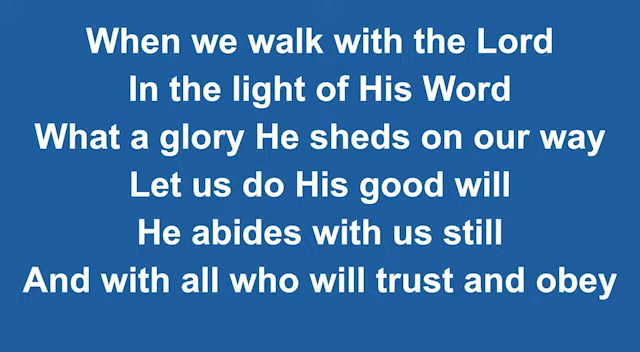 When we walk with the Lord
In the light of His Word
What a glory He sheds on our way
Let us do His good will
He abides with us still
And with all who will trust and obey